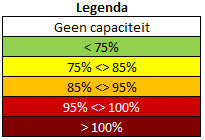 Legenda
Geen capaciteit
< 75%
75% <> 85%
85% <> 95%
95% <> 100%
> 100%